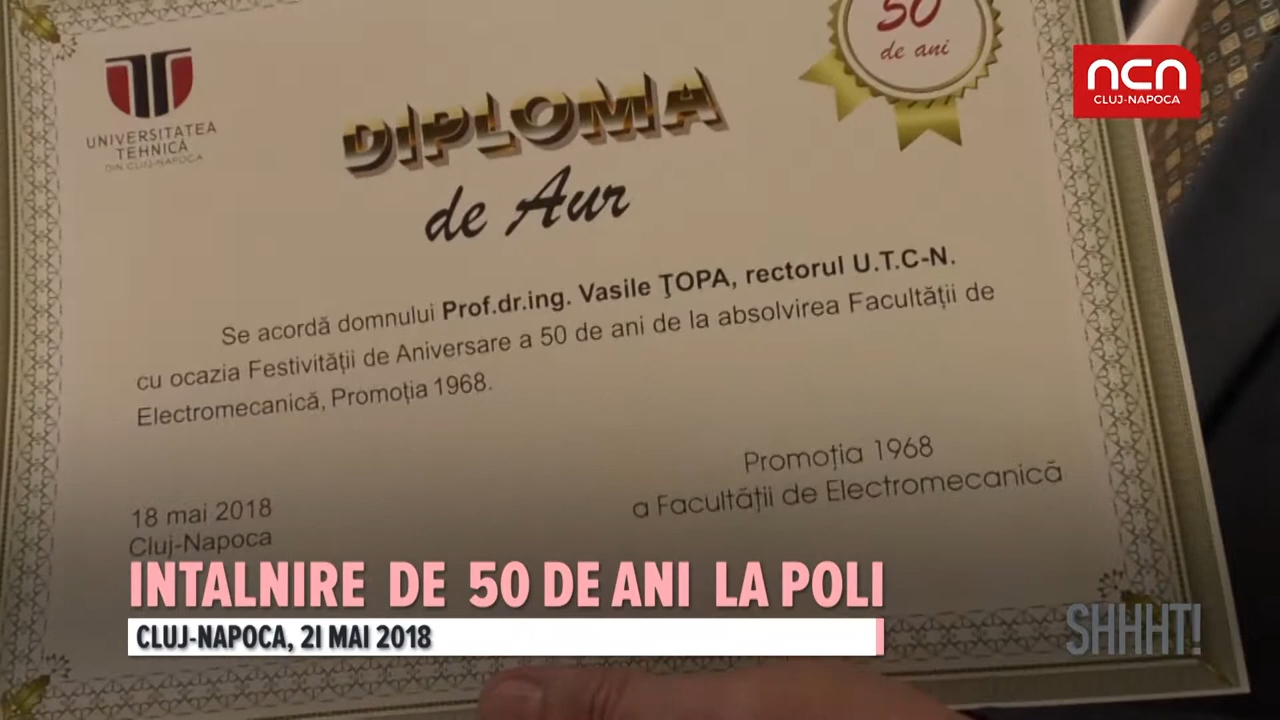 50
de ani
ncn
CLUJ-NAPOCA
UNIVERSITATEA
TEHNICĂ
DIN CLUJ-NAPOCA
DIPLOMA
de Aur
Se acordă domnului Prof.dr.ing. Vasile ŢOPA, rectorul U.T.C-N.
cu ocazia Festivităţii de Aniversare a 50 de ani de la absolvirea Facultăţii de
Electromecanică, Promoţia 1968.
Promoţia 1968
a Facultăţii de Electromecanică
18 mai 2018
Cluj-Napoca
INTALNIRE DE 50 DE ANI LA POLI
CLUJ-NAPOCA, 21 MAI 2018
SHHHT!